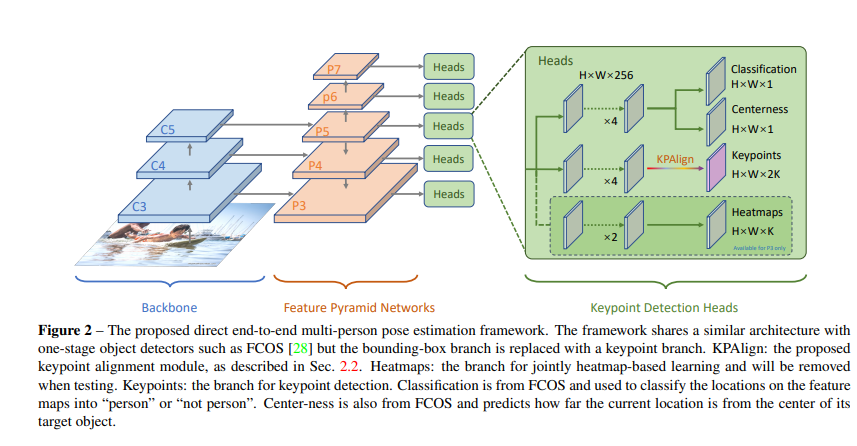 P7
Heads
p6
Heads
C5
P5
Heads
C4
P4
Heads
C3
P3
Heads
Heads
H×W×256
×4
Classification
H×W×1
Centerness
H×W×1
×4
KPAlign
Keypoints
H×W×2K
×2
Heatmaps
H×W×K
Available for P3 only
Backbone
Feature Pyramid Networks
Keypoint Detection Heads
Figure 2 – The proposed direct end-to-end multi-person pose estimation framework. The framework shares a similar architecture with
one-stage object detectors such as FCOS [28] but the bounding-box branch is replaced with a keypoint branch. KPAlign: the proposed
keypoint alignment module, as described in Sec. 2.2. Heatmaps: the branch for jointly heatmap-based learning and will be removed
when testing. Keypoints: the branch for keypoint detection. Classification is from FCOS and used to classify the locations on the feature
maps into “person” or “not person”. Center-ness is also from FCOS and predicts how far the current location is from the center of its
target object.